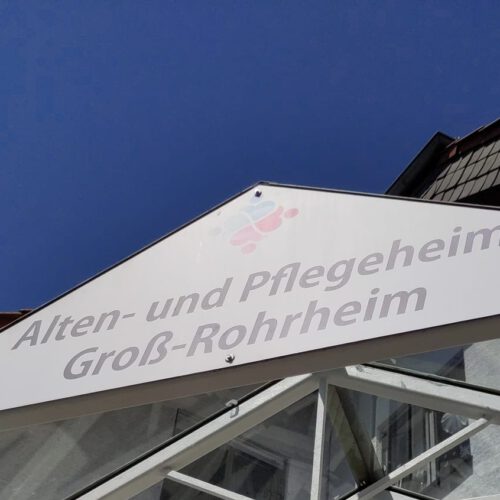 Alten- und Pflegeheim
Groß-Rohrheim